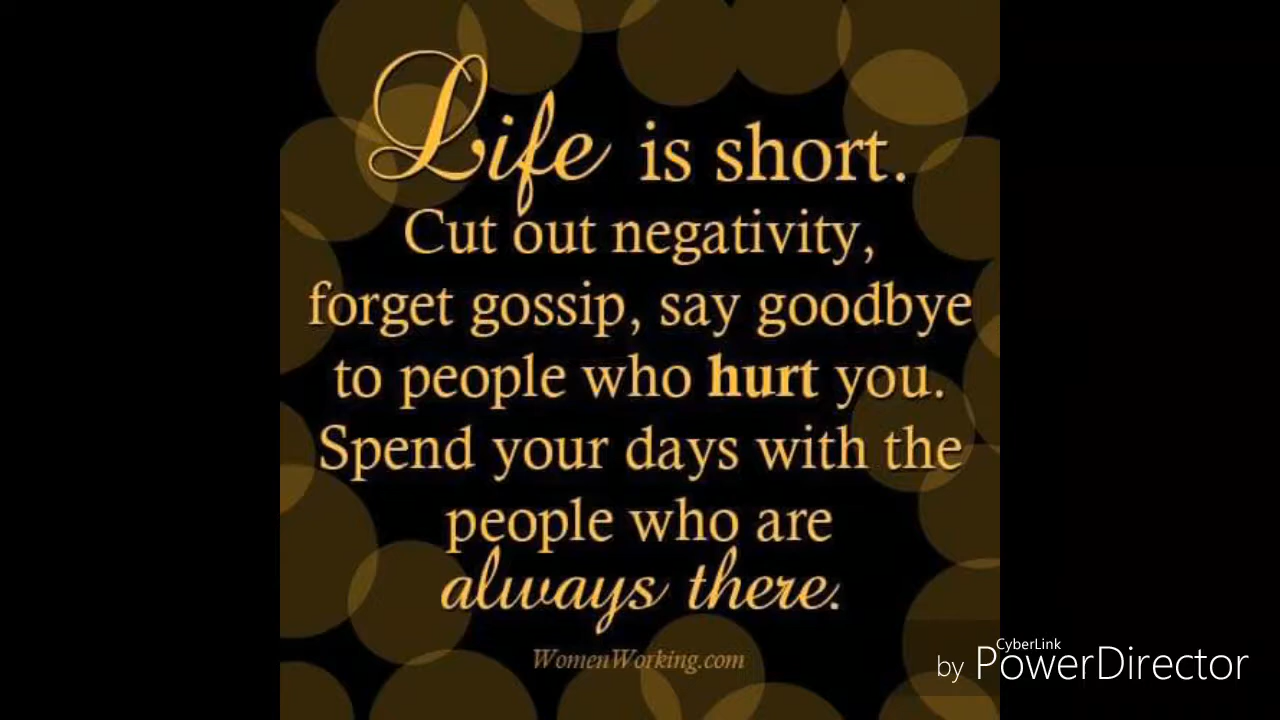 Life is short.
Cut out negativity,
forget gossip, say goodbye
to people who hurt you.
Spend your days with the
people who are
always there.
WomenWorking.com
CyberLink
by PowerDirector